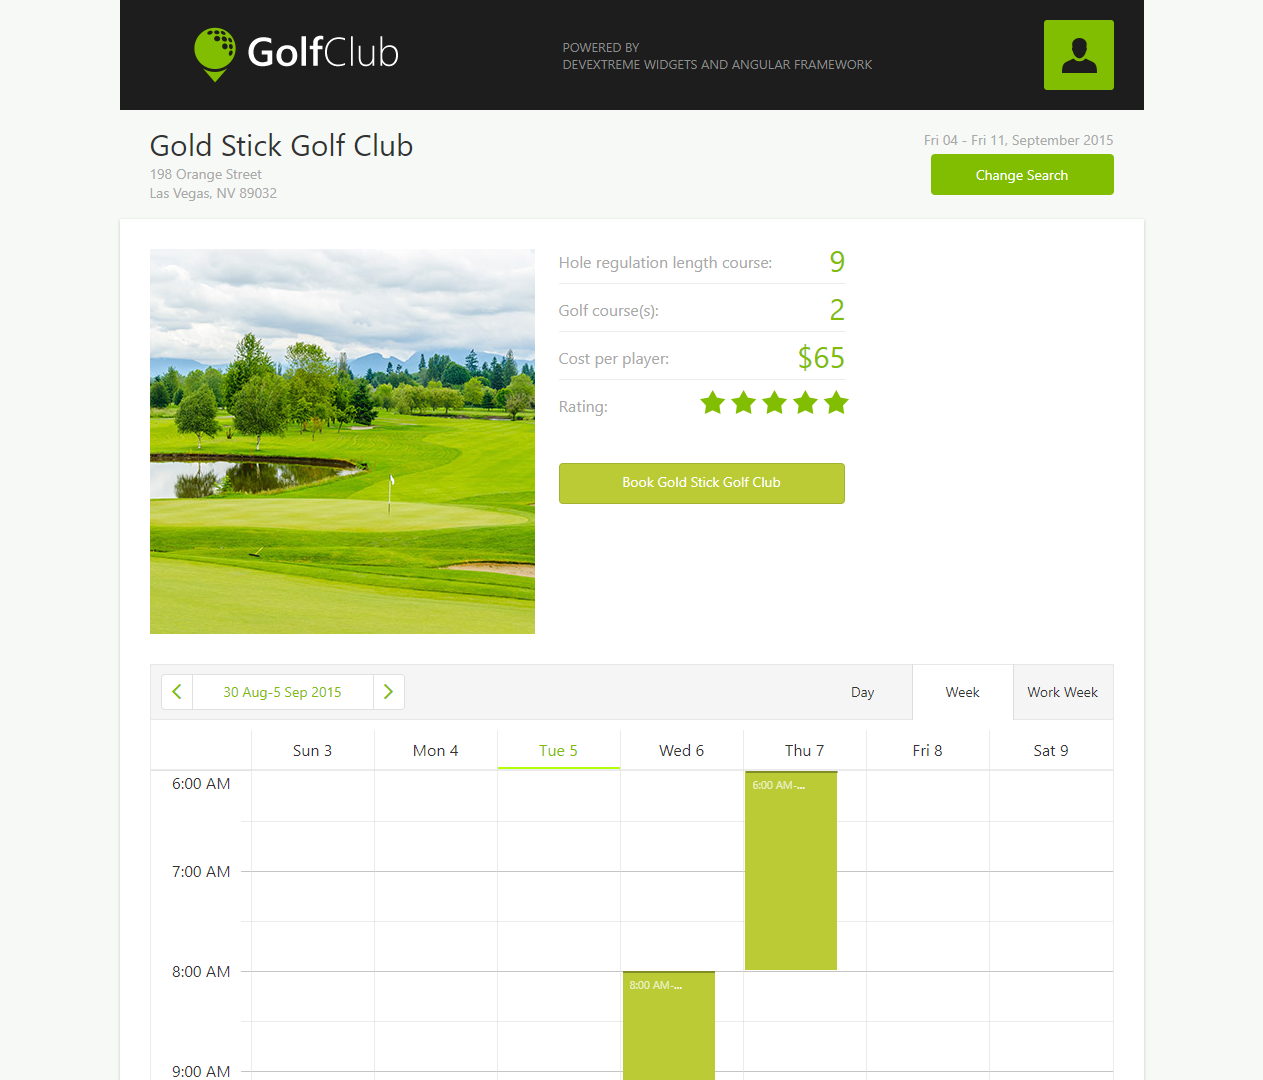 GolfClub
POWERED BY
DEVEXTREME WIDGETS AND ANGULAR FRAMEWORK
Gold Stick Golf Club
198 Orange Street
Las Vegas, NV 89032
Fri 04 - Fri 11, September 2015
Change Search
Hole regulation length course: 9
Golf course(s): 2
Cost per player: $65
Rating:
Book Gold Stick Golf Club
30 Aug-5 Sep 2015
Day Week Work Week
Sun 3 Mon 4 Tue 5 Wed 6 Thu 7 Fri 8 Sat 9
6:00 AM
6:00 AM-...
7:00 AM
8:00 AM
8:00 AM-...
9:00 AM